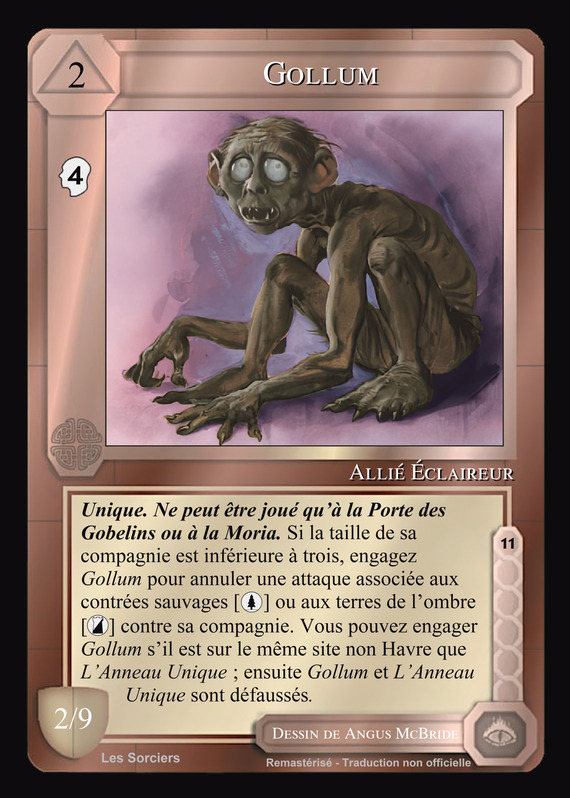 2
GOLLUM
4
ALLIÉ ÉCLAIREUR
Unique. Ne peut être joué qu'à la Porte des
Gobelins ou à la Moria. Si la taille de sa
compagnie est inférieure à trois, engagez
Gollum pour annuler une attaque associée aux
contrées sauvages [] ou aux terres de l'ombre
[] contre sa compagnie. Vous pouvez engager
Gollum s'il est sur le même site non Havre que
L'Anneau Unique ; ensuite Gollum et L'Anneau
Unique sont défaussés.
11
2/9
DESSIN DE ANGUS MCBRIDE
Les Sorciers
Remastérisé - Traduction non officielle